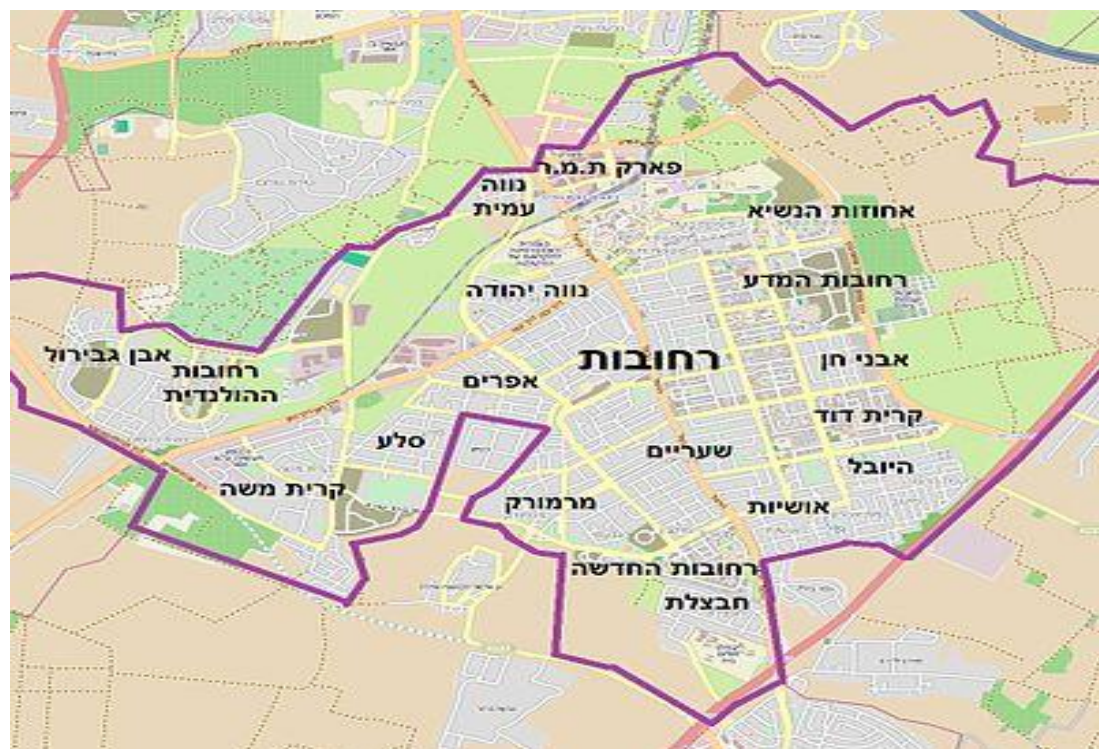 פארק ת.מ.ר
נווה
עמית
אחוזות הנשיא
רחובות המדע
נווה יהודה
רחובות
אבני חן
אבן גבירול
רחובות
ההולנדית
אפרים
קרית דוד
סלע
שעריים
היובל
קרית משה
מרמורק
אושיות
רחובות החדשה
חבצלת